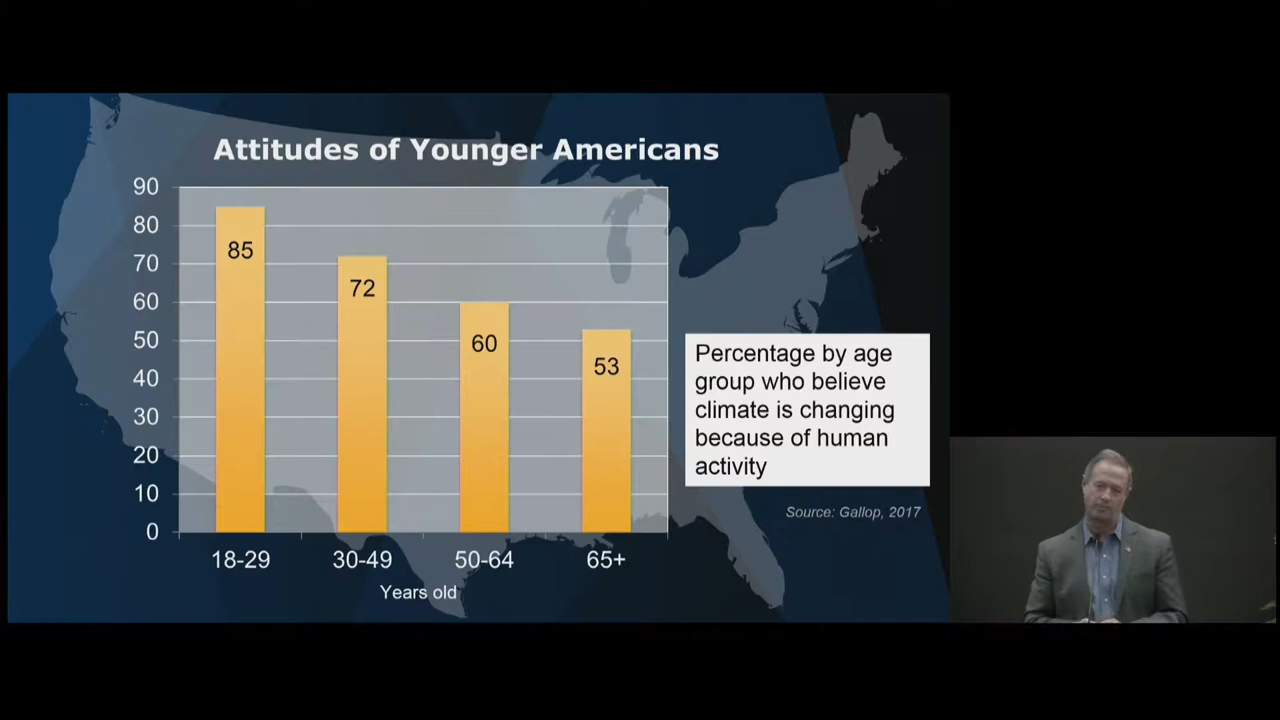 Attitudes of Younger Americans
90
80
70
60
50
40
30
20
10
0
85
72
60
53
18-29
30-49
50-64
65+
Years old
Percentage by age
group who believe
climate is changing
because of human
activity
Source: Gallop, 2017